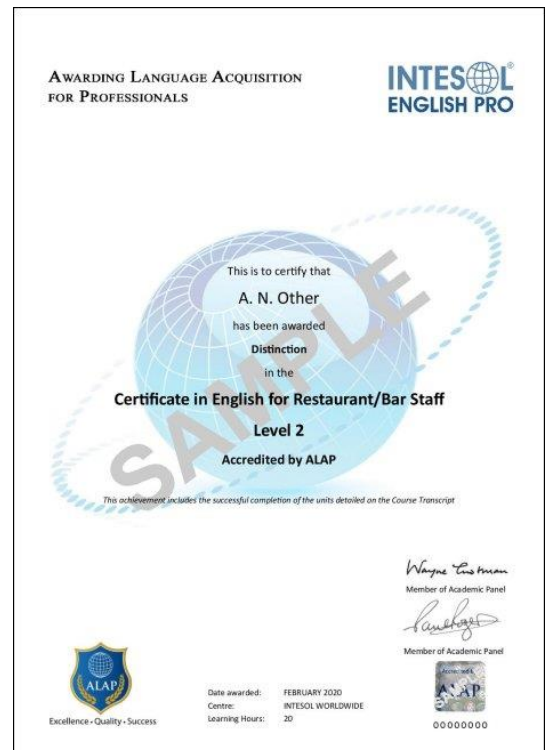 AWARDING LANGUAGE ACQUISITION
FOR PROFESSIONALS
INTESOL®
ENGLISH PRO
This is to certify that
A. N. Other
has been awarded
Distinction
in the
Certificate in English for Restaurant/Bar Staff
Level 2
Accredited by ALAP
SAMPLE
This achievement includes the successful completion of the units detailed on the Course Transcript
Wayne
Member of Academic Panel
Member of Academic Panel
ALAP
Excellence • Quality • Success
Date awarded: FEBRUARY 2020
Centre: INTESOL WORLDWIDE
Learning Hours: 20
ALAP
00000000